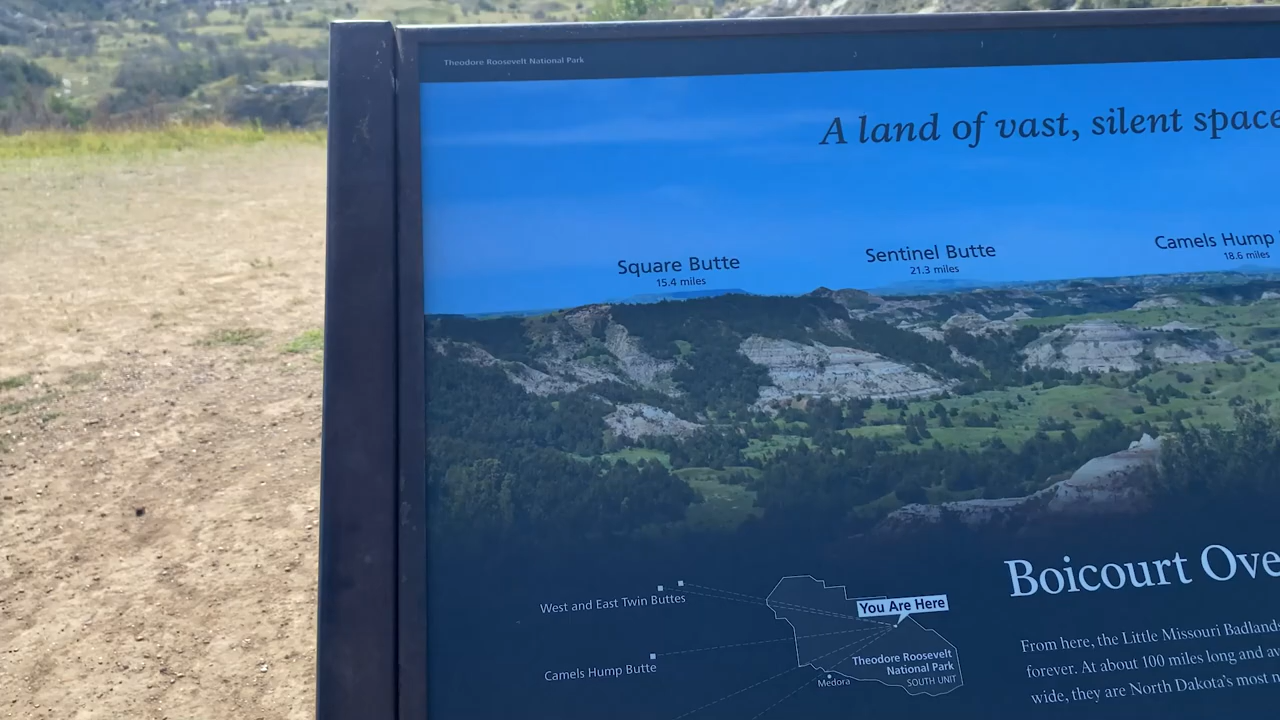 Theodore Roosevelt National Park
A land of vast, silent space
Square Butte
15.4 miles
Sentinel Butte
21.3 miles
Camels Hump
18.6 miles
West and East Twin Buttes
Camels Hump Butte
You Are Here
Theodore Roosevelt
National Park
SOUTH UNIT
Medora
Boicourt Ove
From here, the Little Missouri Badlands
forever. At about 100 miles long and av
wide, they are North Dakota's most n